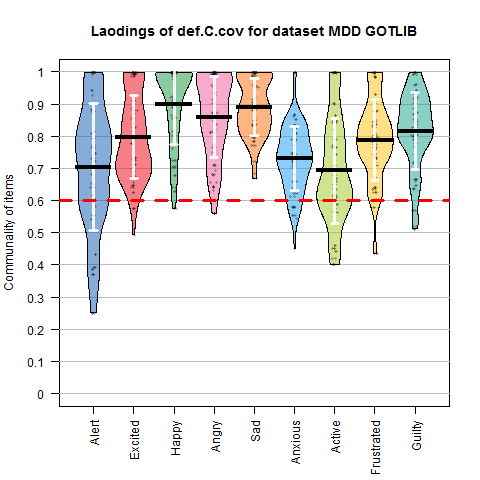 Laodings of def.C.cov for dataset MDD GOTLIB
Communality of items
1
0.9
0.8
0.7
0.6
0.5
0.4
0.3
0.2
0.1
0
Alert
Excited
Happy
Angry
Sad
Anxious
Active
Frustrated
Guilty